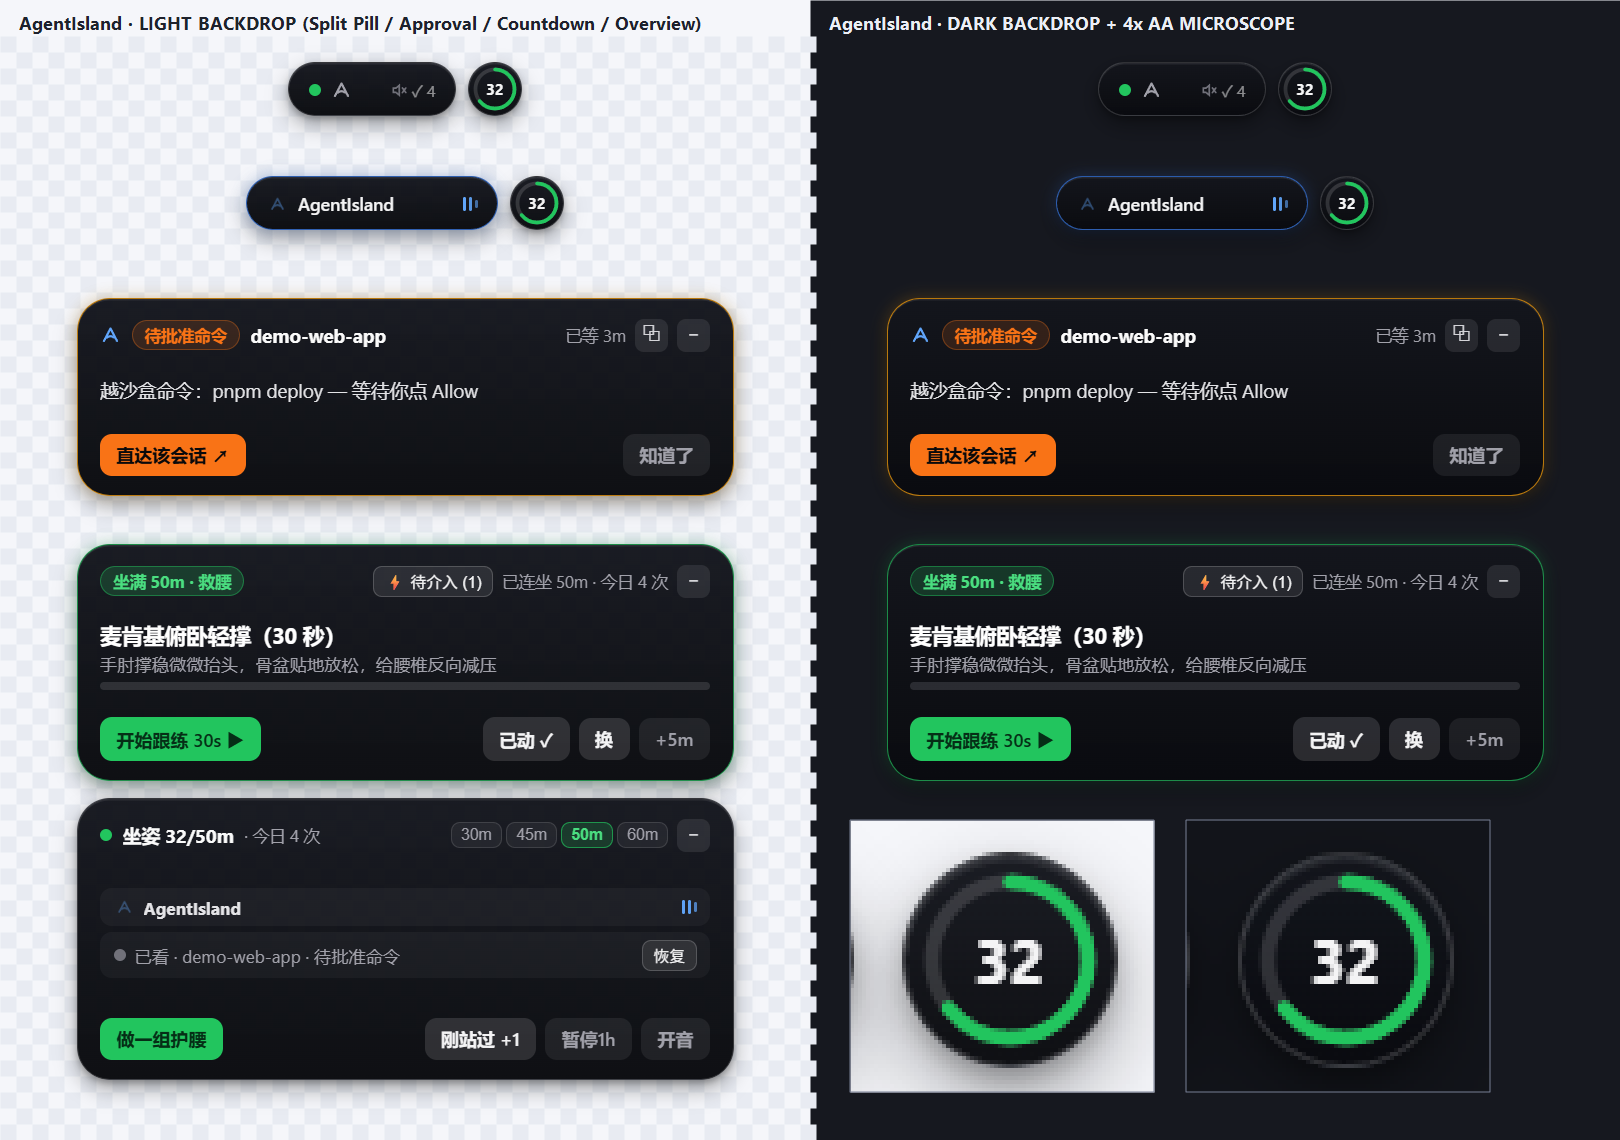 AgentIsland · LIGHT BACKDROP (Split Pill / Approval / Countdown / Overview)
✓ 4
32
AgentIsland
32
待批准命令 demo-web-app 已等 3m −
越沙盒命令：pnpm deploy — 等待你点 Allow
直达该会话 ↗ 知道了
坐满 50m · 救腰 待介入 (1) 已连坐 50m · 今日 4 次 −
麦肯基俯卧轻撑（30 秒）
手肘撑稳微微抬头，骨盆贴地放松，给腰椎反向减压
开始跟练 30s ▶ 已动 ✓ 换 +5m
坐姿 32/50m · 今日 4 次 30m 45m 50m 60m −
AgentIsland
已看 · demo-web-app · 待批准命令 恢复
做一组护腰 刚站过 +1 暂停1h 开音
AgentIsland · DARK BACKDROP + 4x AA MICROSCOPE
✓ 4
32
AgentIsland
32
待批准命令 demo-web-app 已等 3m −
越沙盒命令：pnpm deploy — 等待你点 Allow
直达该会话 ↗ 知道了
坐满 50m · 救腰 待介入 (1) 已连坐 50m · 今日 4 次 −
麦肯基俯卧轻撑（30 秒）
手肘撑稳微微抬头，骨盆贴地放松，给腰椎反向减压
开始跟练 30s ▶ 已动 ✓ 换 +5m
32
32